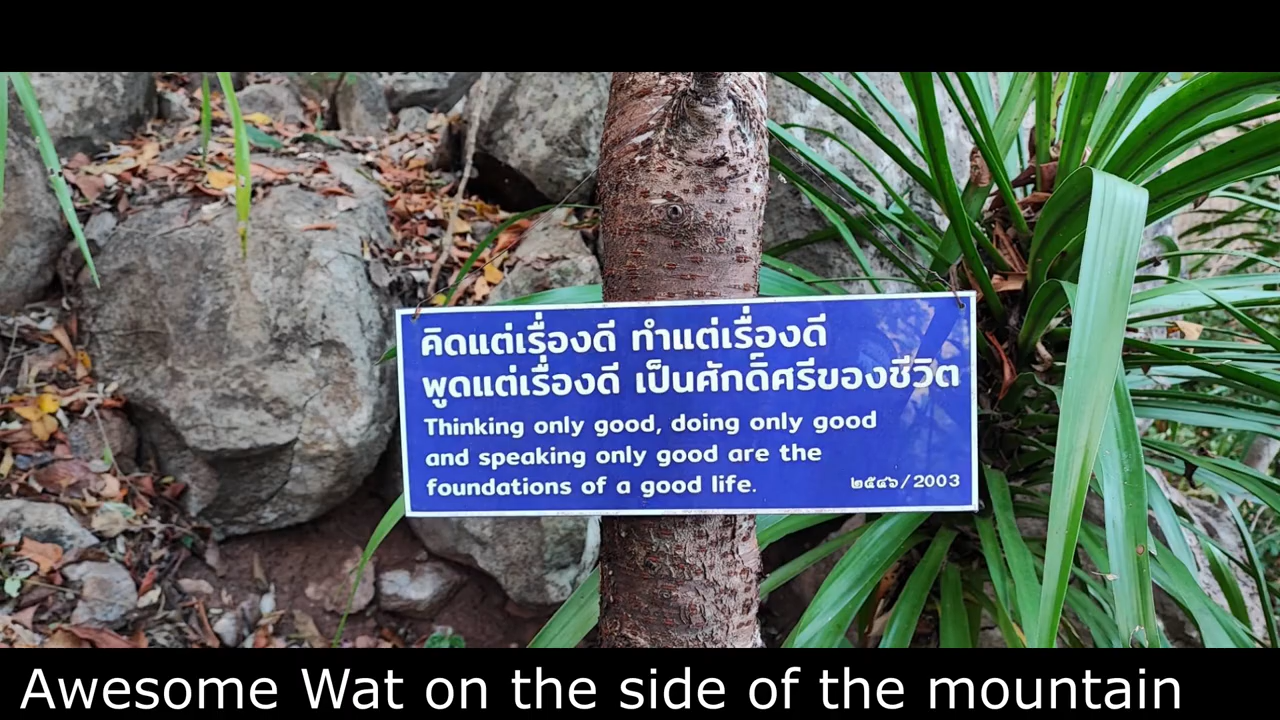 คิดแต่เรื่องดี ทำแต่เรื่องดี
พูดแต่เรื่องดี เป็นศักดิ์ศรีของชีวิต
Thinking only good, doing only good
and speaking only good are the
foundations of a good life.
๒๕๔๖/2003
Awesome Wat on the side of the mountain